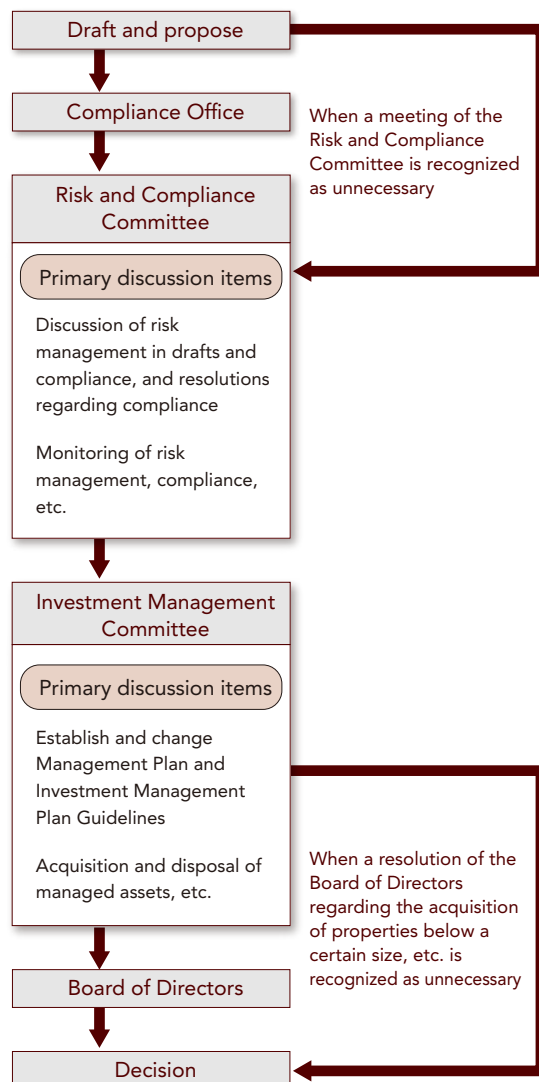 Draft and propose
Compliance Office
When a meeting of the
Risk and Compliance
Committee is recognized
as unnecessary
Risk and Compliance
Committee
Primary discussion items
Discussion of risk
management in drafts and
compliance, and resolutions
regarding compliance
Monitoring of risk
management, compliance,
etc.
Investment Management
Committee
Primary discussion items
Establish and change
Management Plan and
Investment Management
Plan Guidelines
Acquisition and disposal of
managed assets, etc.
When a resolution of the
Board of Directors
regarding the acquisition
of properties below a
certain size, etc. is
recognized as unnecessary
Board of Directors
Decision